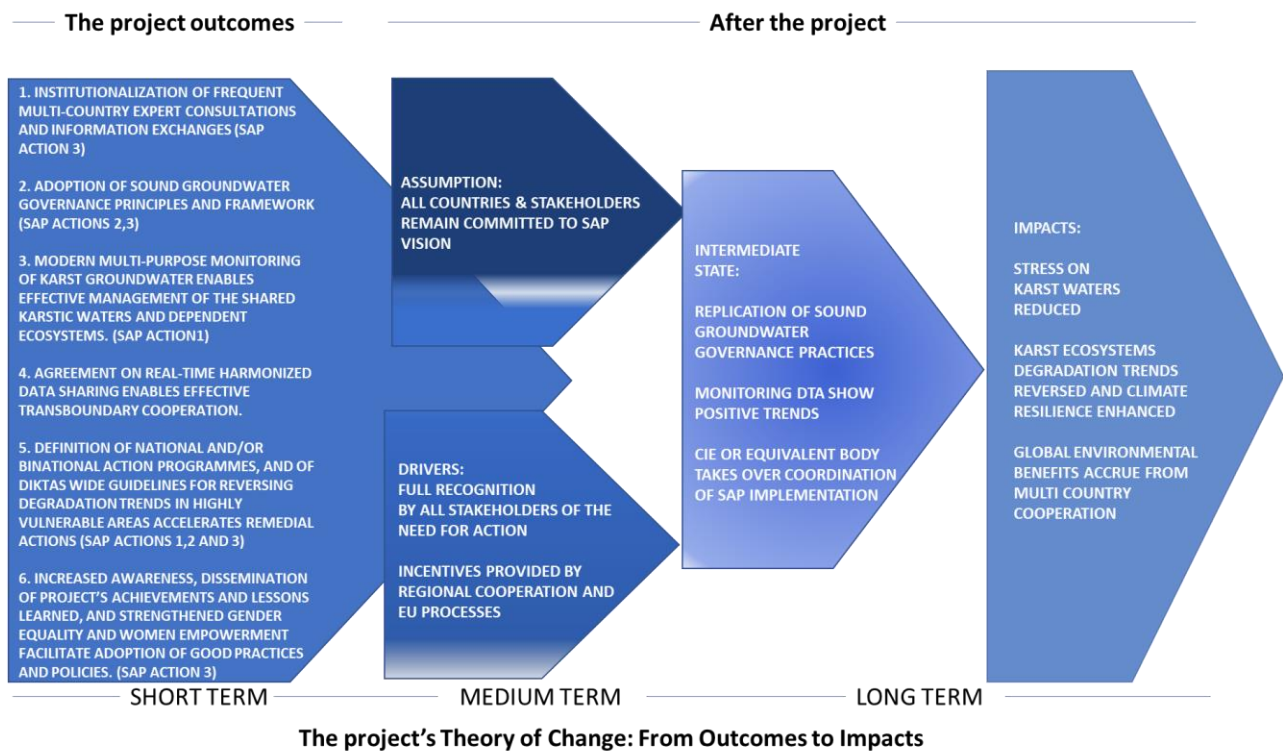 The project outcomes
After the project
1. INSTITUTIONALIZATION OF FREQUENT
MULTI-COUNTRY EXPERT CONSULTATIONS
AND INFORMATION EXCHANGES (SAP
ACTION 3)
2. ADOPTION OF SOUND GROUNDWATER
GOVERNANCE PRINCIPLES AND FRAMEWORK
(SAP ACTIONS 2,3)
3. MODERN MULTI-PURPOSE MONITORING
OF KARST GROUNDWATER ENABLES
EFFECTIVE MANAGEMENT OF THE SHARED
KARSTIC WATERS AND DEPENDENT
ECOSYSTEMS. (SAP ACTION1)
4. AGREEMENT ON REAL-TIME HARMONIZED
DATA SHARING ENABLES EFFECTIVE
TRANSBOUNDARY COOPERATION.
5. DEFINITION OF NATIONAL AND/OR
BINATIONAL ACTION PROGRAMMES, AND OF
DIKTAS WIDE GUIDELINES FOR REVERSING
DEGRADATION TRENDS IN HIGHLY
VULNERABLE AREAS ACCELERATES REMEDIAL
ACTIONS (SAP ACTIONS 1,2 AND 3)
6. INCREASED AWARENESS, DISSEMINATION
OF PROJECT'S ACHIEVEMENTS AND LESSONS
LEARNED, AND STRENGTHENED GENDER
EQUALITY AND WOMEN EMPOWERMENT
FACILITATE ADOPTION OF GOOD PRACTICES
AND POLICIES. (SAP ACTION 3)
ASSUMPTION:
ALL COUNTRIES & STAKEHOLDERS
REMAIN COMMITTED TO SAP
VISION
DRIVERS:
FULL RECOGNITION
BY ALL STAKEHOLDERS OF THE
NEED FOR ACTION
INCENTIVES PROVIDED BY
REGIONAL COOPERATION AND
EU PROCESSES
INTERMEDIATE
STATE:
REPLICATION OF SOUND
GROUNDWATER
GOVERNANCE PRACTICES
MONITORING DTA SHOW
POSITIVE TRENDS
CIE OR EQUIVALENT BODY
TAKES OVER COORDINATION
OF SAP IMPLEMENTATION
IMPACTS:
STRESS ON
KARST WATERS
REDUCED
KARST ECOSYSTEMS
DEGRADATION TRENDS
REVERSED AND CLIMATE
RESILIENCE ENHANCED
GLOBAL ENVIRONMENTAL
BENEFITS ACCRUE FROM
MULTI COUNTRY
COOPERATION
SHORT TERM
MEDIUM TERM
LONG TERM
The project's Theory of Change: From Outcomes to Impacts